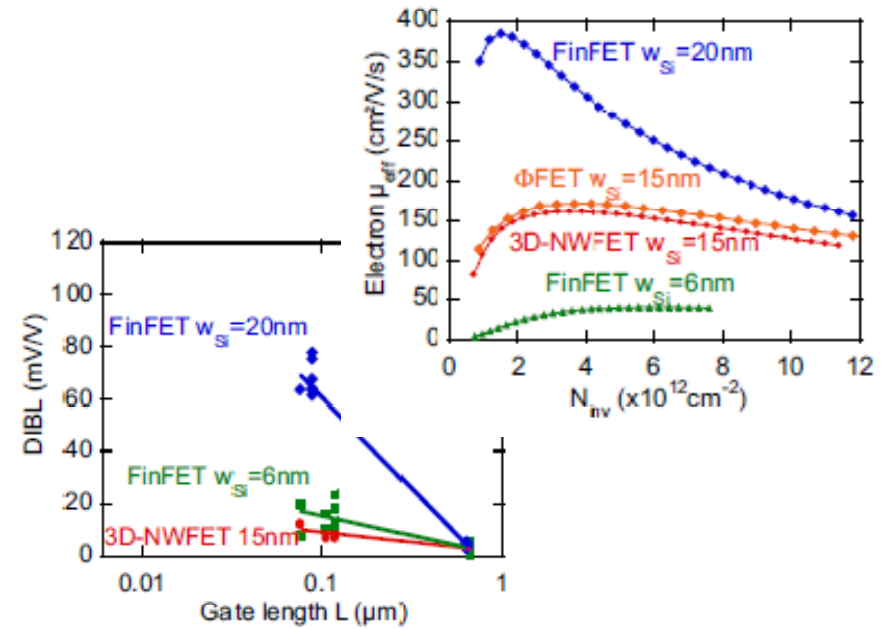 400
350
300
250
200
150
100
50
0
Electron μeff (cm²/V/s)
FinFET wSi=20nm
ΦFET wSi=15nm
3D-NWFET wSi=15nm
FinFET wSi=6nm
0 2 4 6 8 10 12
Ninv (x10¹²cm⁻²)
120
100
80
60
40
20
0
DIBL (mV/V)
FinFET wSi=20nm
FinFET wSi=6nm
3D-NWFET 15nm
0.01 0.1 1
Gate length L (μm)